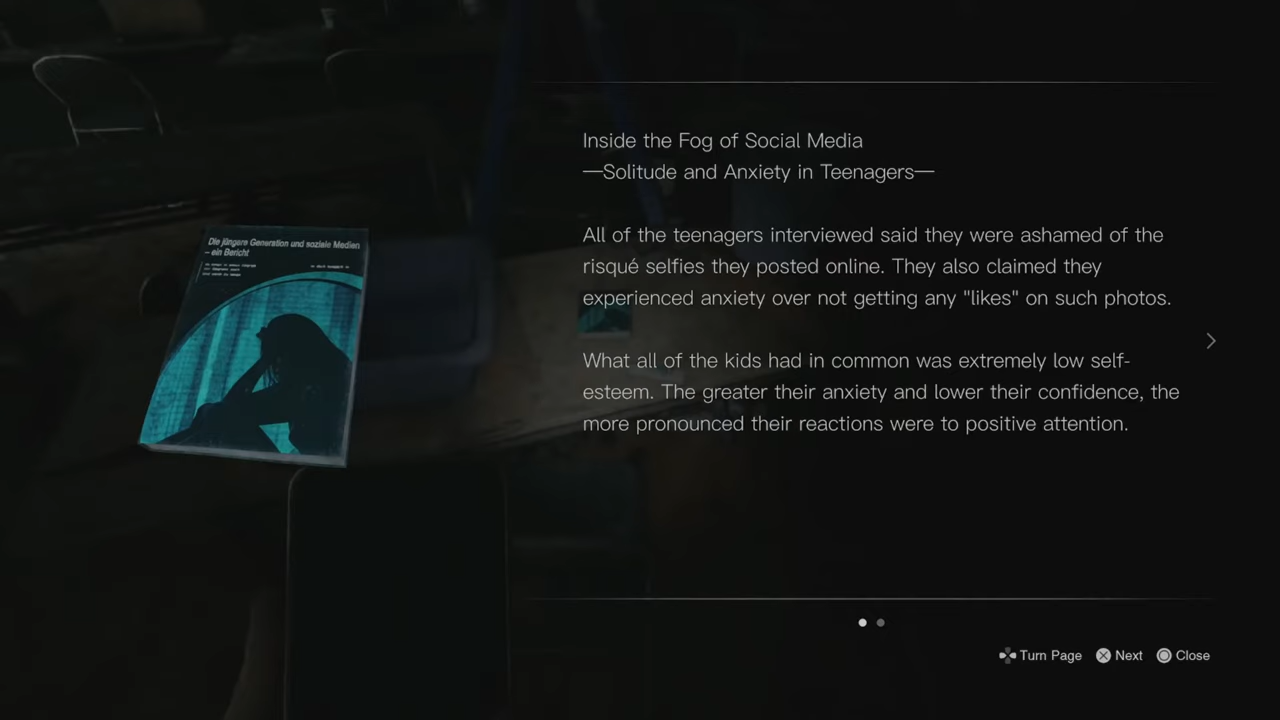 Die jüngere Generation und soziale Medien
– ein Bericht
Inside the Fog of Social Media
—Solitude and Anxiety in Teenagers—
All of the teenagers interviewed said they were ashamed of the
risqué selfies they posted online. They also claimed they
experienced anxiety over not getting any "likes" on such photos.
What all of the kids had in common was extremely low self-
esteem. The greater their anxiety and lower their confidence, the
more pronounced their reactions were to positive attention.
Turn Page Next Close